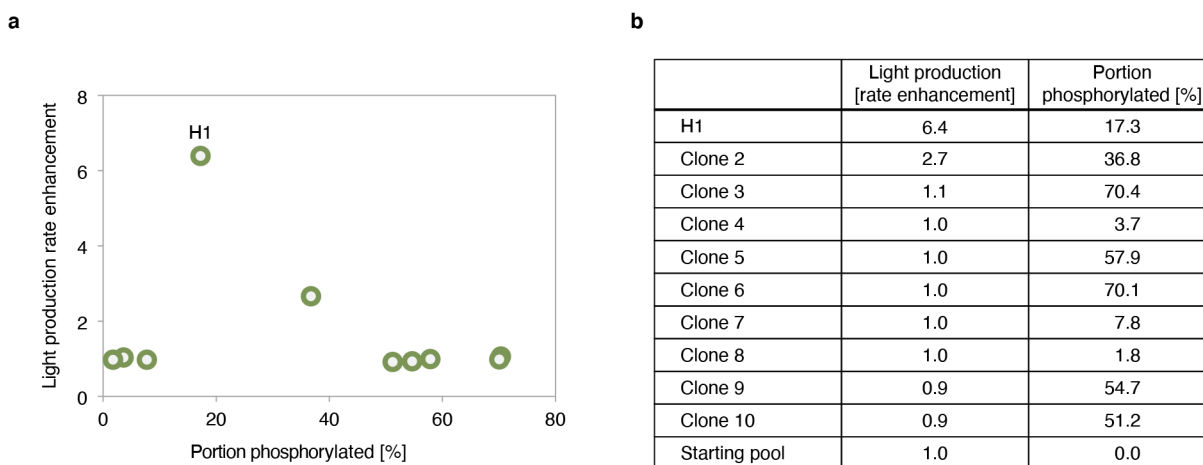 a
Light production rate enhancement
8
6
4
2
0
H1
0 20 40 60 80
Portion phosphorylated [%]
b
Light production [rate enhancement] Portion phosphorylated [%]
H1 6.4 17.3
Clone 2 2.7 36.8
Clone 3 1.1 70.4
Clone 4 1.0 3.7
Clone 5 1.0 57.9
Clone 6 1.0 70.1
Clone 7 1.0 7.8
Clone 8 1.0 1.8
Clone 9 0.9 54.7
Clone 10 0.9 51.2
Starting pool 1.0 0.0